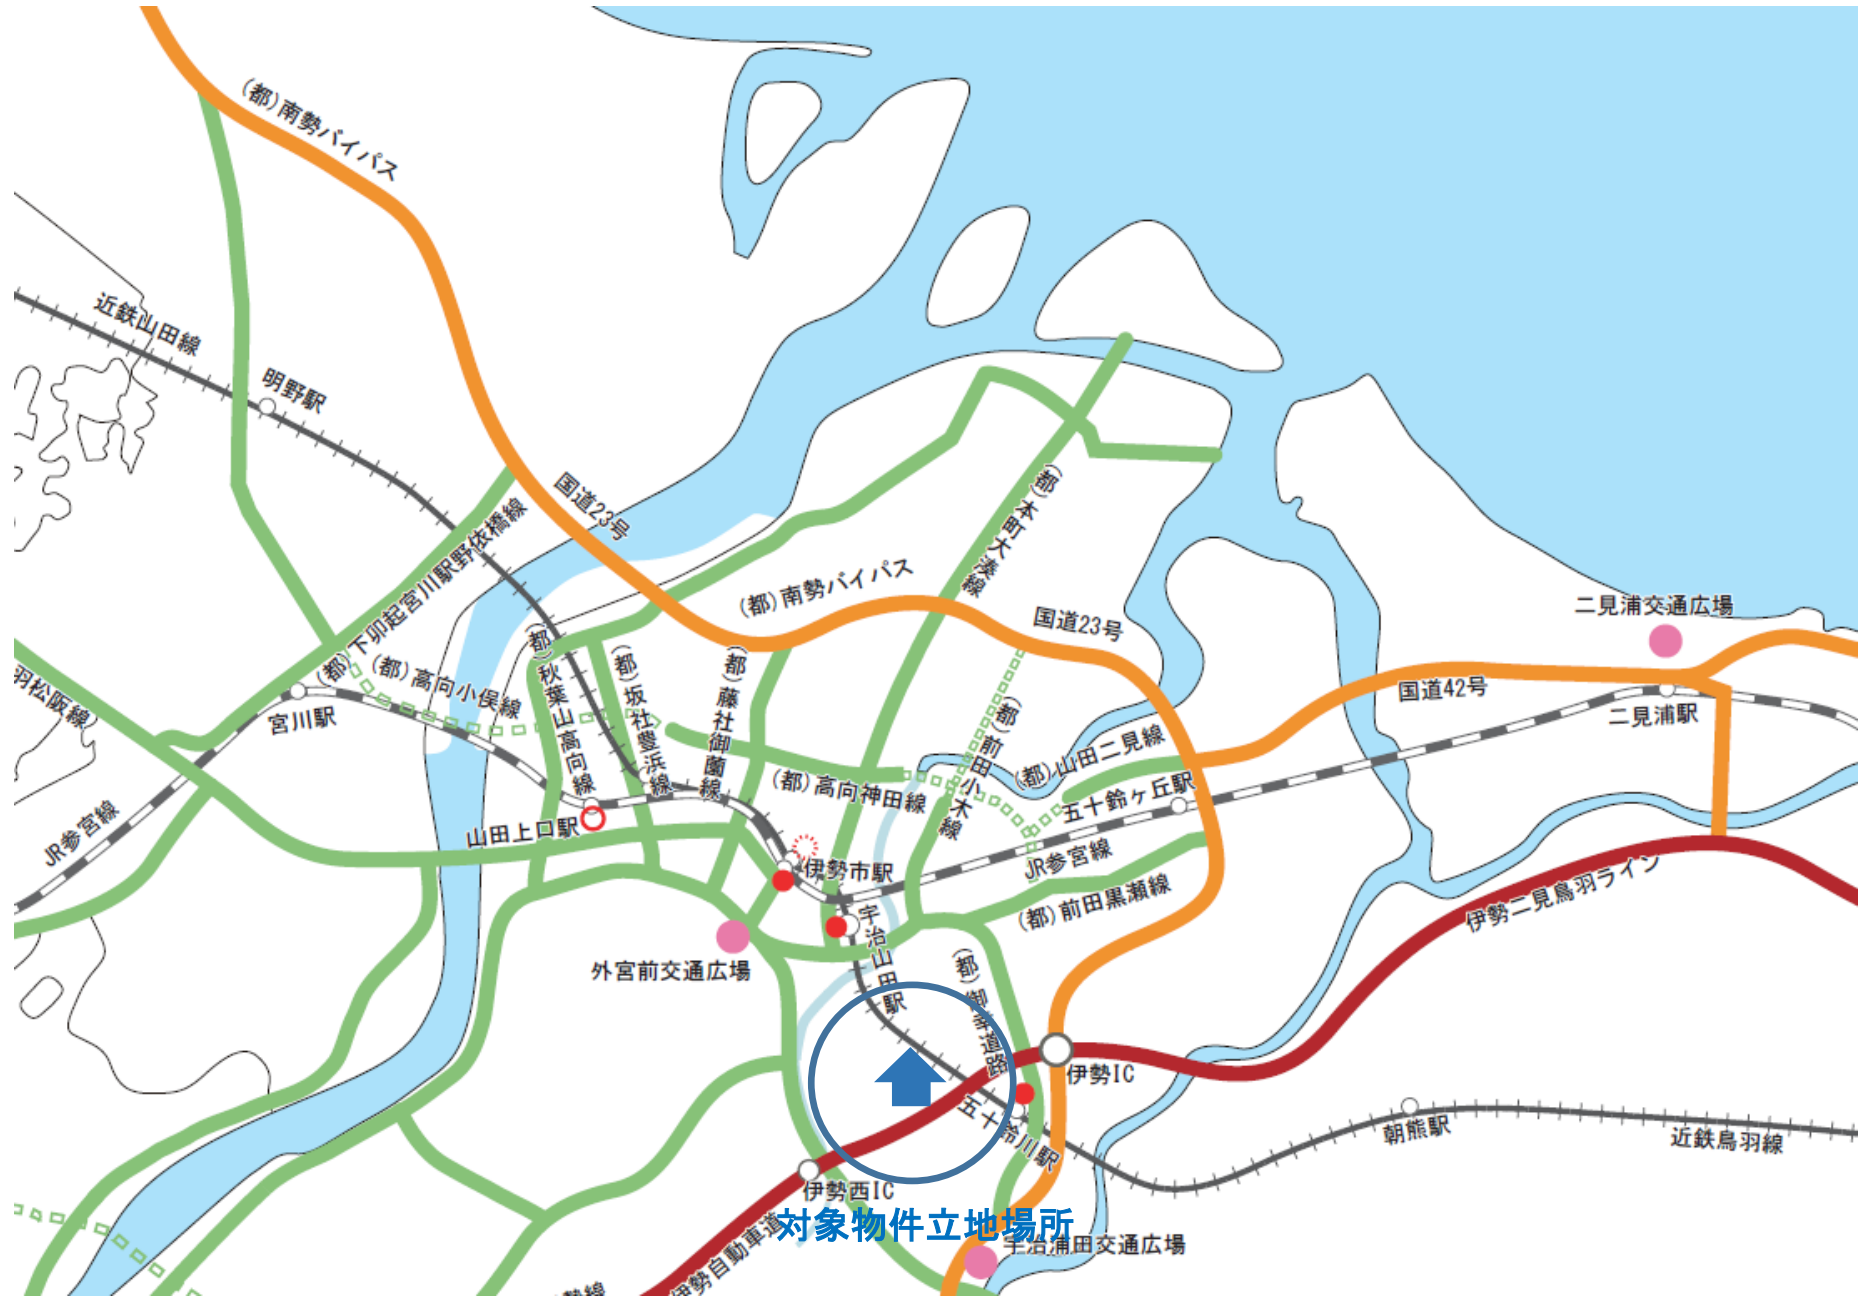 (都)南勢バイパス
近鉄山田線
明野駅
国道23号
(都)下卯起宮川駅野依橋線
(都)本町大湊線
(都)南勢バイパス
国道23号
二見浦交通広場
羽松阪線)
(都)高向小俣線
(都)秋葉山高向線
(都)坂社豊浜線
(都)藤社御薗線
宮川駅
(都)前田小木線
(都)山田二見線
国道42号
二見浦駅
(都)高向神田線
五十鈴ヶ丘駅
JR参宮線
山田上口駅
伊勢市駅
JR参宮線
(都)前田黒瀬線
伊勢二見鳥羽ライン
宇治山田駅
外宮前交通広場
(都)御幸道路
伊勢IC
五十鈴川駅
朝熊駅
近鉄鳥羽線
伊勢西IC
対象物件立地場所
伊勢自動車道
宇治浦田交通広場
勢線